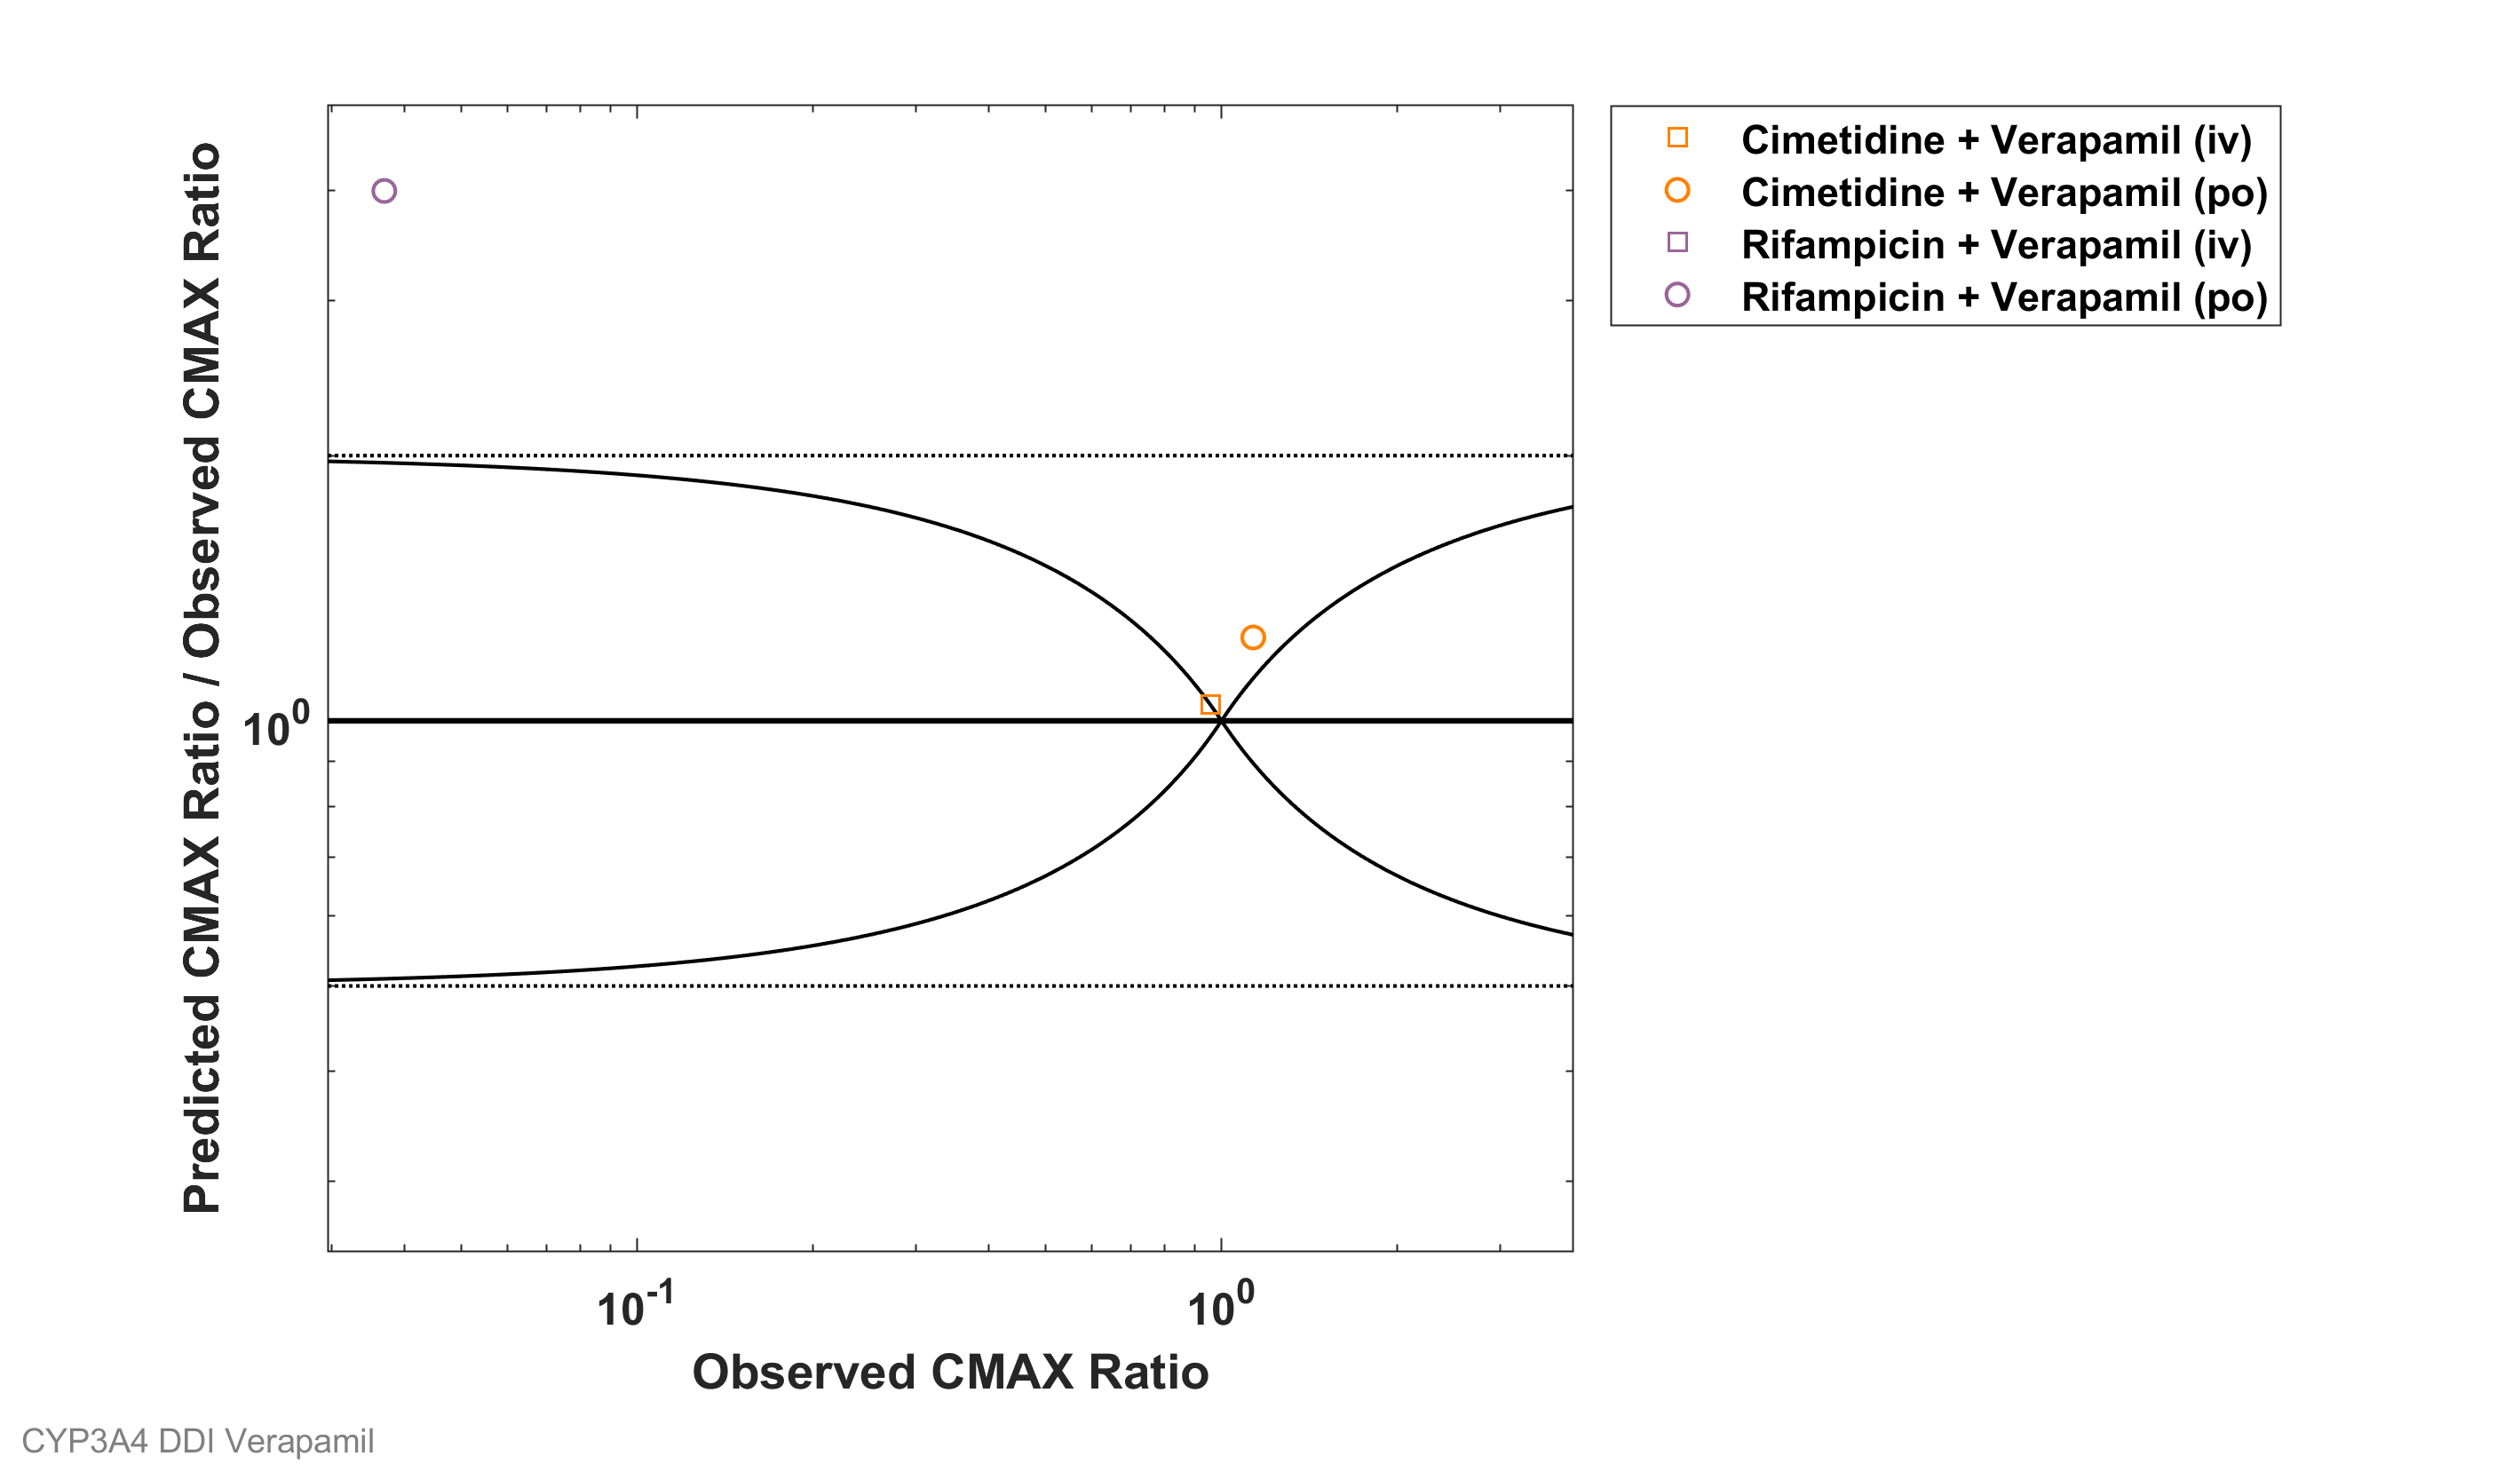 Cimetidine + Verapamil (iv)
Cimetidine + Verapamil (po)
Rifampicin + Verapamil (iv)
Rifampicin + Verapamil (po)
Predicted CMAX Ratio / Observed CMAX Ratio
10^0
10^-1
10^0
Observed CMAX Ratio
CYP3A4 DDI Verapamil